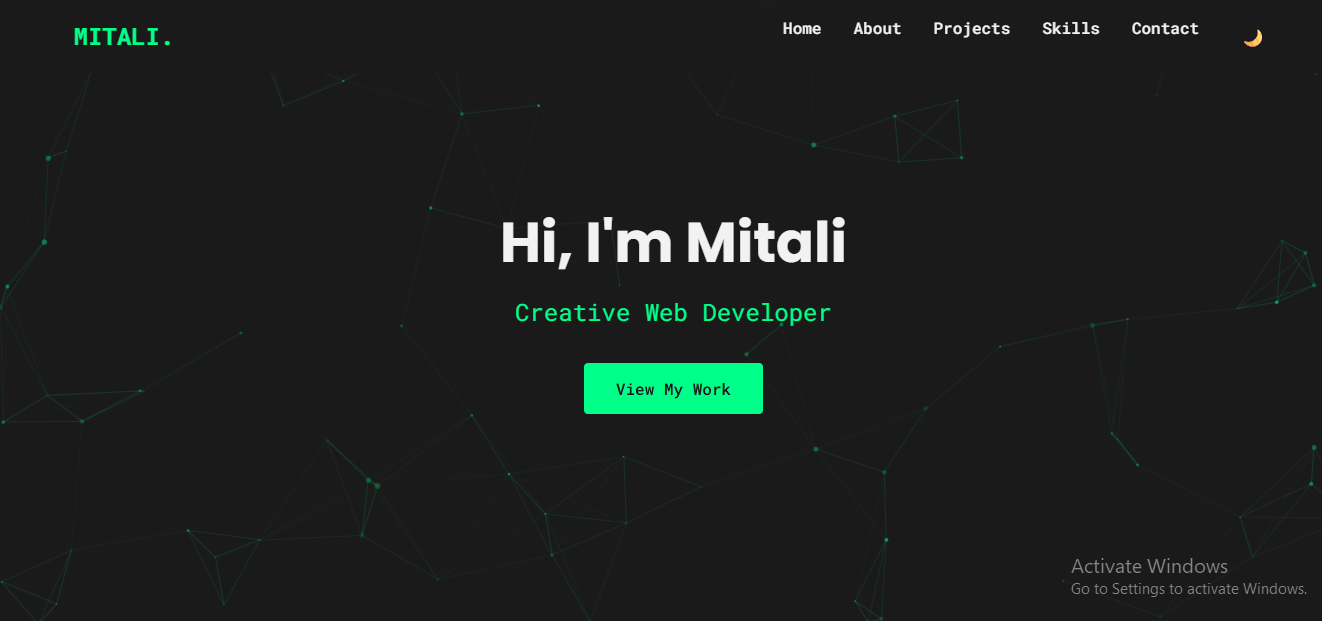 MITALI.
Home About Projects Skills Contact
Hi, I'm Mitali
Creative Web Developer
View My Work
Activate Windows
Go to Settings to activate Windows.